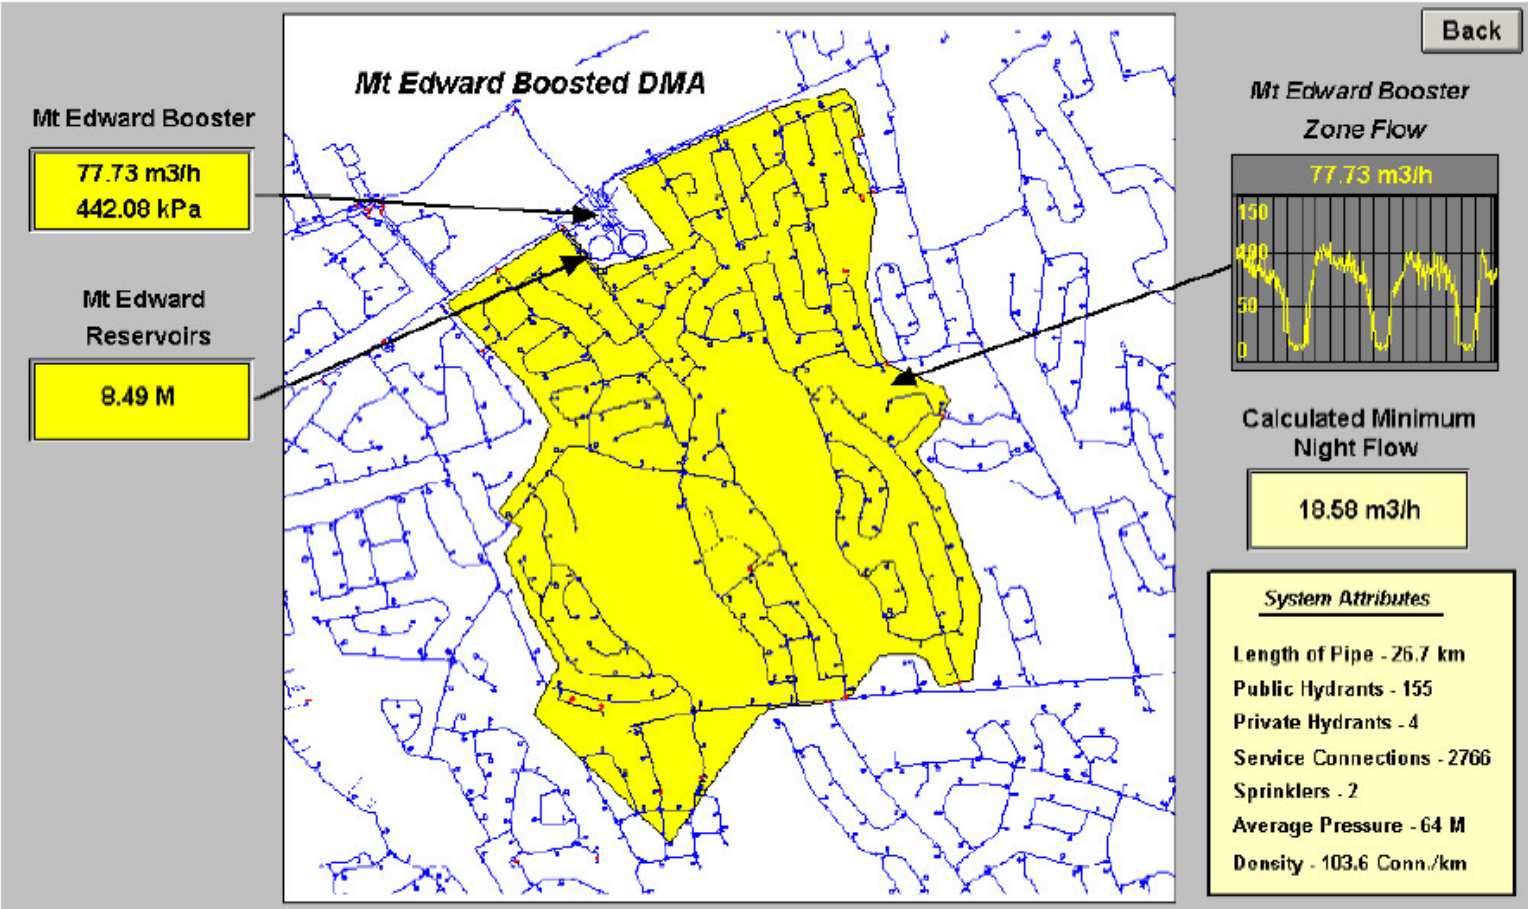 Back
Mt Edward Boosted DMA
Mt Edward Booster
77.73 m3/h
442.08 kPa
Mt Edward
Reservoirs
8.49 M
Mt Edward Booster
Zone Flow
77.73 m3/h
150
100
50
0
Calculated Minimum
Night Flow
18.58 m3/h
System Attributes
Length of Pipe - 26.7 km
Public Hydrants - 155
Private Hydrants - 4
Service Connections - 2766
Sprinklers - 2
Average Pressure - 64 M
Density - 103.6 Conn./km